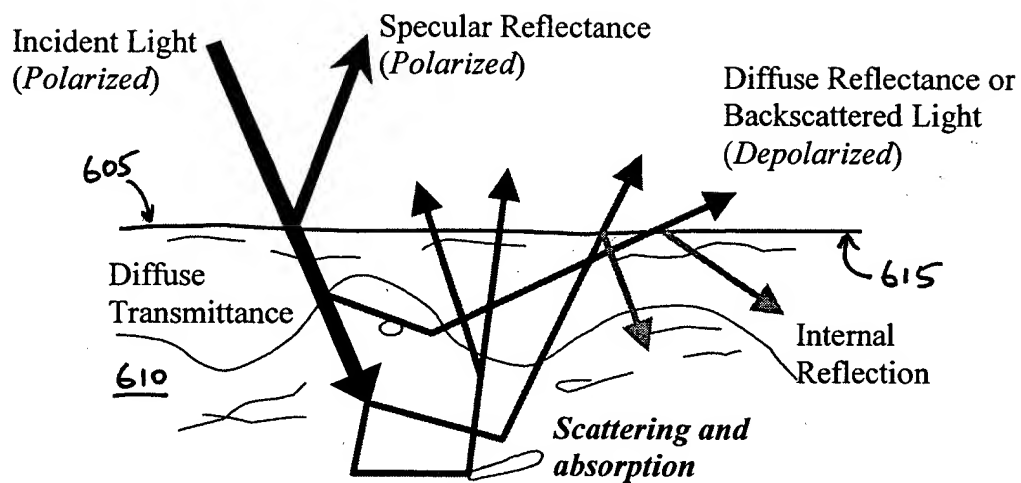 Incident Light
(Polarized)
Specular Reflectance
(Polarized)
Diffuse Reflectance or
Backscattered Light
(Depolarized)
605
615
Diffuse
Transmittance
Internal
Reflection
610
Scattering and
absorption